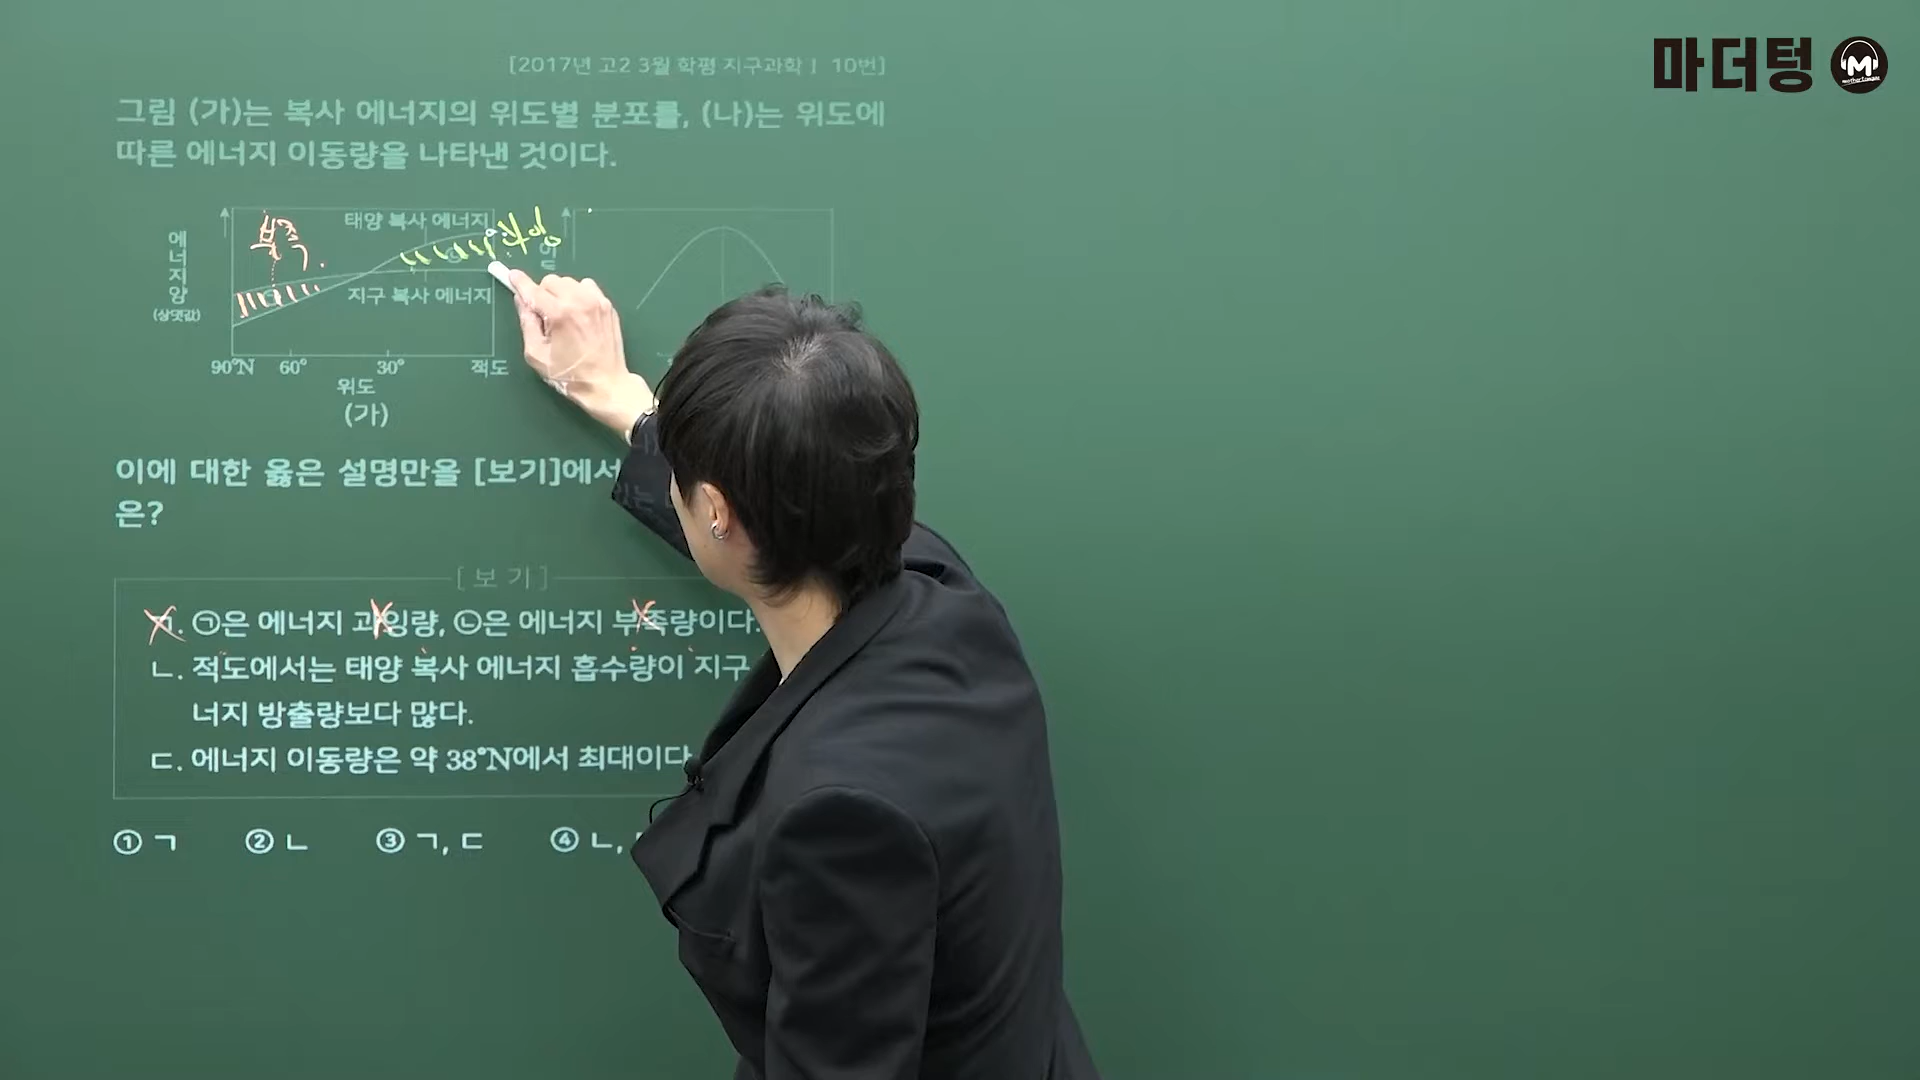 마더텅
[2017년 고2 3월 학평 지구과학Ⅰ 10번]
그림 (가)는 복사 에너지의 위도별 분포를, (나)는 위도에
따른 에너지 이동량을 나타낸 것이다.
에너지양
(상댓값)
부족
태양 복사 에너지
지구 복사 에너지
90°N 60° 30° 적도
위도
(가)
이에 대한 옳은 설명만을 [보기]에서
은?
[보기]
ㄱ. ㉠은 에너지 과잉량, ㉡은 에너지 부족량이다.
ㄴ. 적도에서는 태양 복사 에너지 흡수량이 지구
너지 방출량보다 많다.
ㄷ. 에너지 이동량은 약 38°N에서 최대이다
① ㄱ ② ㄴ ③ ㄱ, ㄷ ④ ㄴ,